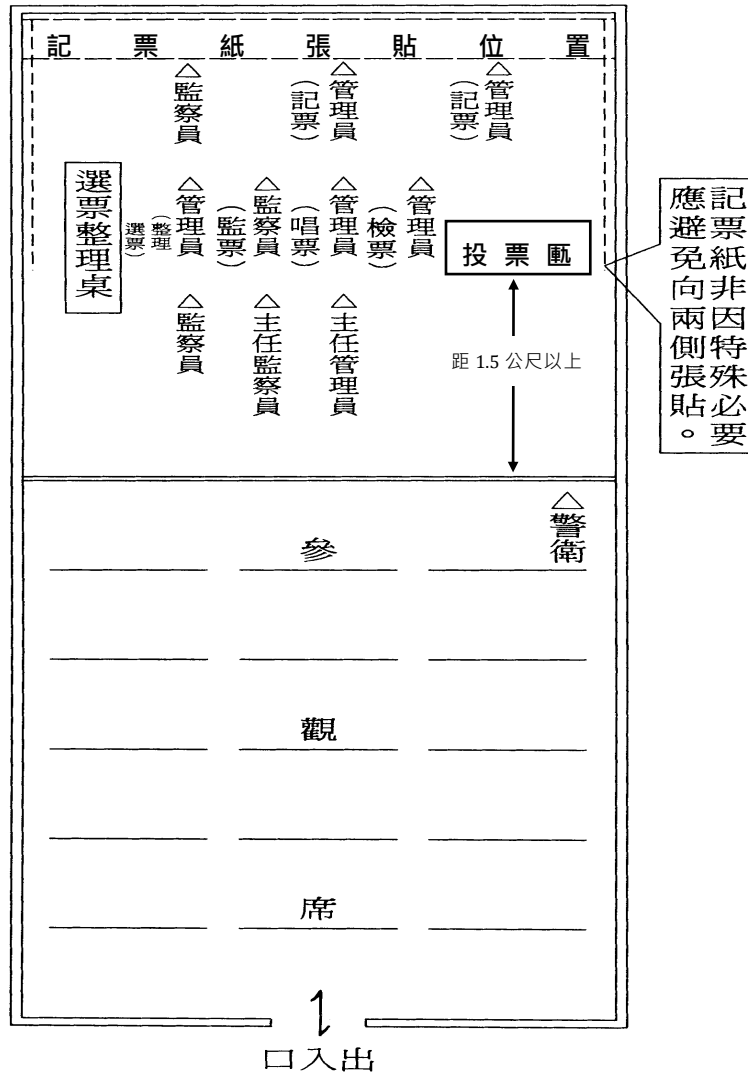 記票紙張貼位置
△管理員
（記票）
△管理員
（記票）
△監察員
記票紙非因特殊必要
應避免向兩側張貼。
△管理員
（檢票）
△管理員
（唱票）
△監察員
（監票）
△管理員
（整理
選票）
選票整理桌
投票匭
△主任管理員
△主任監察員
△監察員
距 1.5 公尺以上
△警衛
參
觀
席
口入出